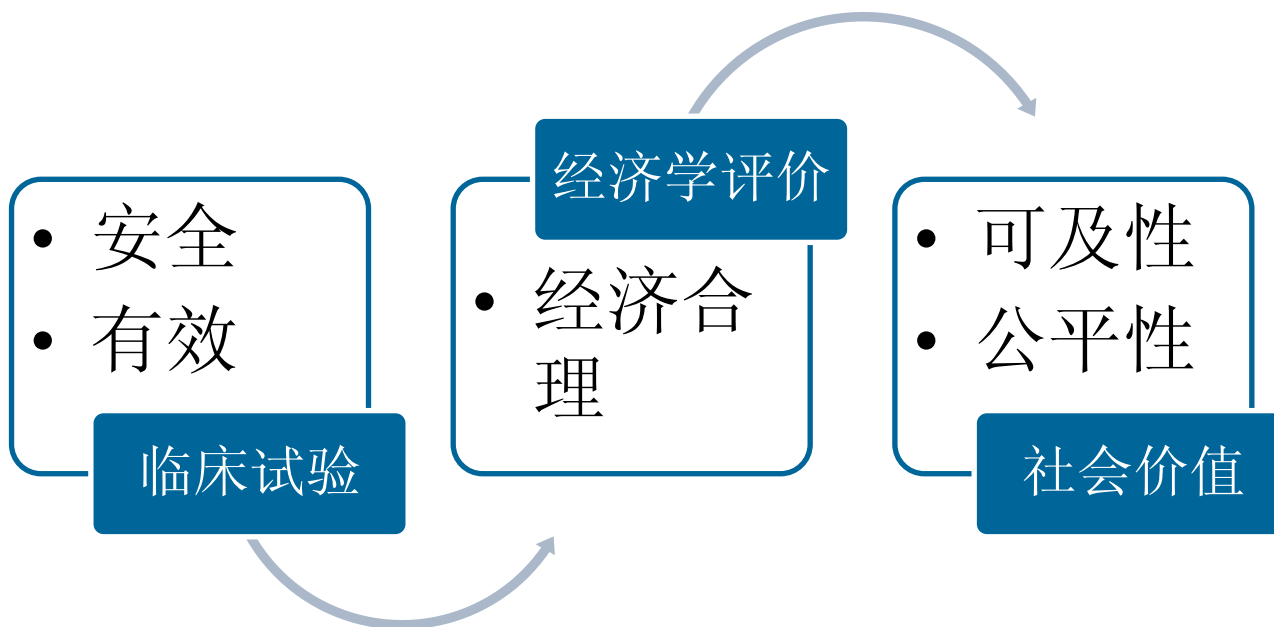 • 安全
• 有效
临床试验
经济学评价
• 经济合
理
• 可及性
• 公平性
社会价值